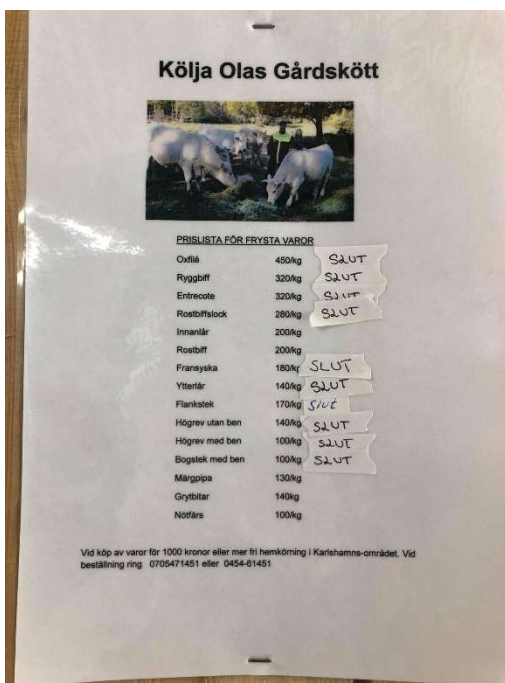 Kölja Olas Gårdskött
PRISLISTA FÖR FRYSTA VAROR
Oxfilé 450/kg SLUT
Ryggbiff 320/kg SLUT
Entrecote 320/kg SLUT
Rostbiffslock 280/kg SLUT
Innanlår 200/kg
Rostbiff 200/kg
Fransyska 180/kg SLUT
Ytterlår 140/kg SLUT
Flankstek 170/kg Slut
Högrev utan ben 140/kg SLUT
Högrev med ben 100/kg SLUT
Bogstek med ben 100/kg SLUT
Märgpipa 130/kg
Grytbitar 140kg
Nötfärs 100/kg
Vid köp av varor för 1000 kronor eller mer fri hemkörning i Karlshamns-området. Vid
beställning ring 0705471451 eller 0454-61451